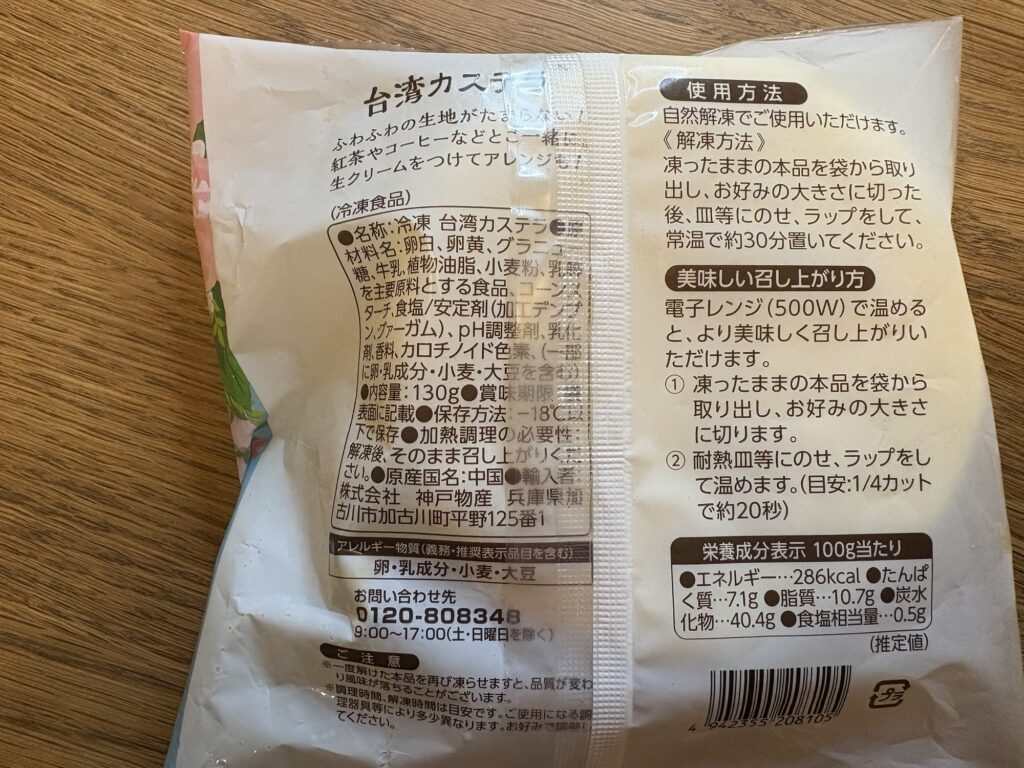 台湾カステラ
ふわふわの生地がたまらない!
紅茶やコーヒーなどとご一緒に
生クリームをつけてアレンジも!
(冷凍食品)
●名称:冷凍 台湾カステラ●原
材料名:卵白、卵黄、グラニュー
糖、牛乳、植物油脂、小麦粉、乳等
を主要原料とする食品、コーンス
ターチ、食塩/安定剤(加工デンプ
ン、グァーガム)、pH調整剤、乳化
剤、香料、カロチノイド色素、(一部
に卵・乳成分・小麦・大豆を含む)
●内容量:130g●賞味期限:
表面に記載●保存方法:-18℃以
下で保存●加熱調理の必要性:
解凍後、そのまま召し上がりくだ
さい。●原産国名:中国●輸入者:
株式会社 神戸物産 兵庫県加
古川市加古川町平野125番1
アレルギー物質(義務・推奨表示品目を含む)
卵・乳成分・小麦・大豆
お問い合わせ先
0120-808348
9:00〜17:00(土・日曜日を除く)
ご注意
※一度解けた本品を再び凍らせますと、品質が変わ
り風味が落ちることがございます。
※調理時間、解凍時間は目安です。ご使用になる調
理器具等により多少異なります。お好みで調整し
てください。
使用方法
自然解凍でご使用いただけます。
《解凍方法》
凍ったままの本品を袋から取り
出し、お好みの大きさに切った
後、皿等にのせ、ラップをして、
常温で約30分置いてください。
美味しい召し上がり方
電子レンジ(500W)で温める
と、より美味しく召し上がりい
ただけます。
① 凍ったままの本品を袋から
取り出し、お好みの大きさ
に切ります。
② 耐熱皿等にのせ、ラップをし
て温めます。(目安:1/4カット
で約20秒)
栄養成分表示 100g当たり
●エネルギー…286kcal ●たんぱ
く質…7.1g ●脂質…10.7g ●炭水
化物…40.4g ●食塩相当量…0.5g
(推定値)
4 942355 208105
プラ